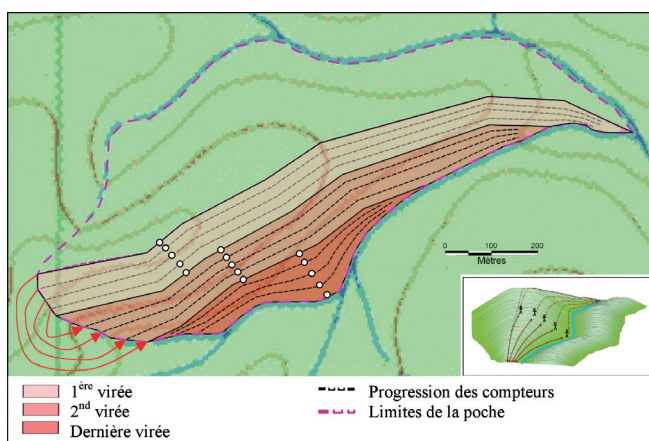 0 100 200
Mètres
1ère virée
2nd virée
Dernière virée
Progression des compteurs
Limites de la poche